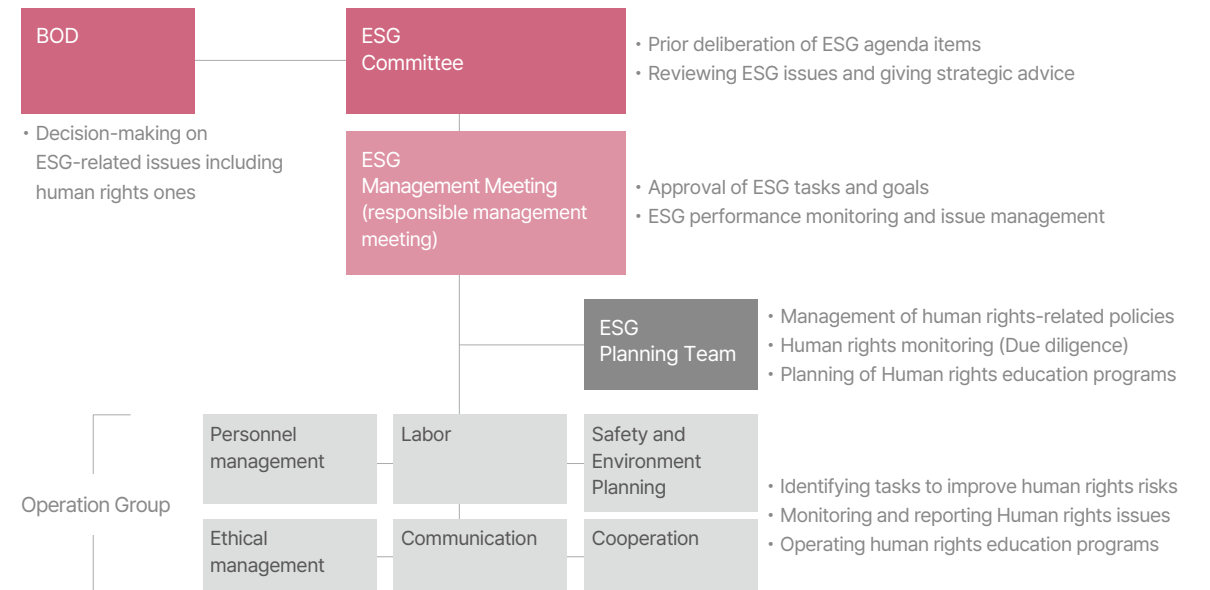 BOD
• Decision-making on
ESG-related issues including
human rights ones
ESG
Committee
• Prior deliberation of ESG agenda items
• Reviewing ESG issues and giving strategic advice
ESG
Management Meeting
(responsible management
meeting)
• Approval of ESG tasks and goals
• ESG performance monitoring and issue management
ESG
Planning Team
• Management of human rights-related policies
• Human rights monitoring (Due diligence)
• Planning of Human rights education programs
Operation Group
Personnel
management
Labor
Safety and
Environment
Planning
Ethical
management
Communication
Cooperation
• Identifying tasks to improve human rights risks
• Monitoring and reporting Human rights issues
• Operating human rights education programs